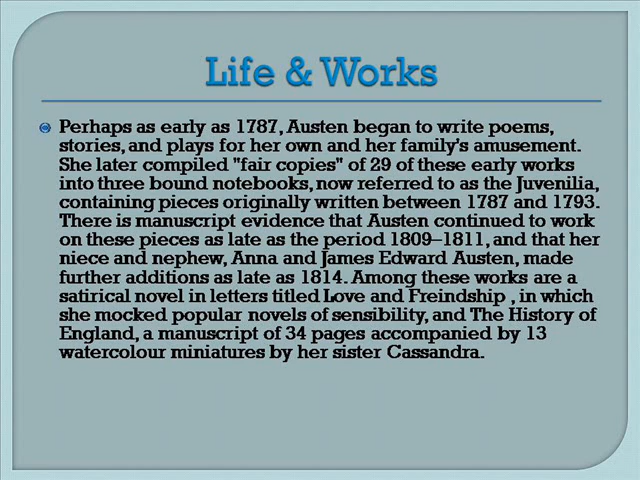 Life & Works
Perhaps as early as 1787, Austen began to write poems,
stories, and plays for her own and her family's amusement.
She later compiled "fair copies" of 29 of these early works
into three bound notebooks, now referred to as the Juvenilia,
containing pieces originally written between 1787 and 1793.
There is manuscript evidence that Austen continued to work
on these pieces as late as the period 1809–1811, and that her
niece and nephew, Anna and James Edward Austen, made
further additions as late as 1814. Among these works are a
satirical novel in letters titled Love and Freindship , in which
she mocked popular novels of sensibility, and The History of
England, a manuscript of 34 pages accompanied by 13
watercolour miniatures by her sister Cassandra.